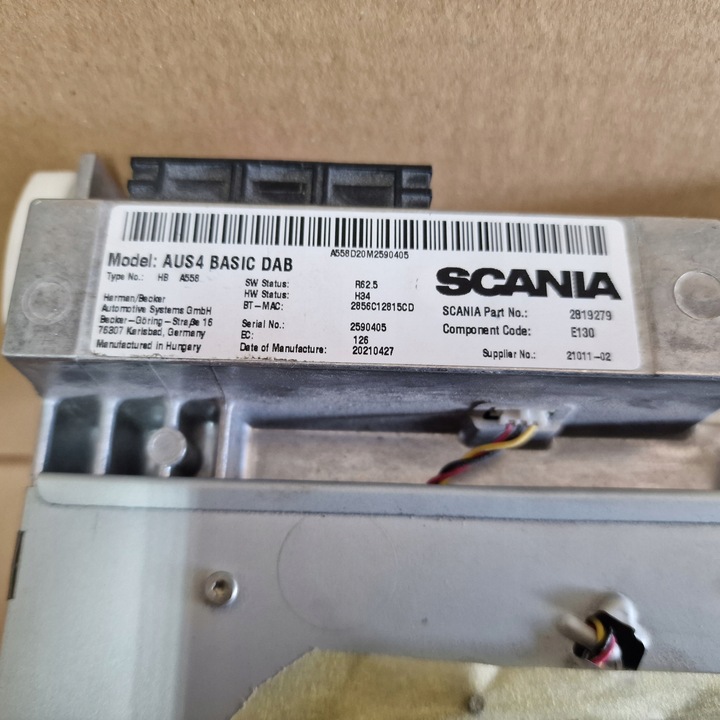 A558D20M2590405
Model: AUS4 BASIC DAB
Type No.: HB A558
SW Status: R62.5
HW Status: H34
BT-MAC: 2856C12815CD
Harman/Becker
Automotive Systems GmbH
Becker-Göring-Straße 16
76307 Karlsbad, Germany
Manufactured in Hungary
Serial No.: 2590405
EC: 126
Date of Manufacture: 20210427
SCANIA
SCANIA Part No.: 2819279
Component Code: E130
Supplier No.: 21011-02